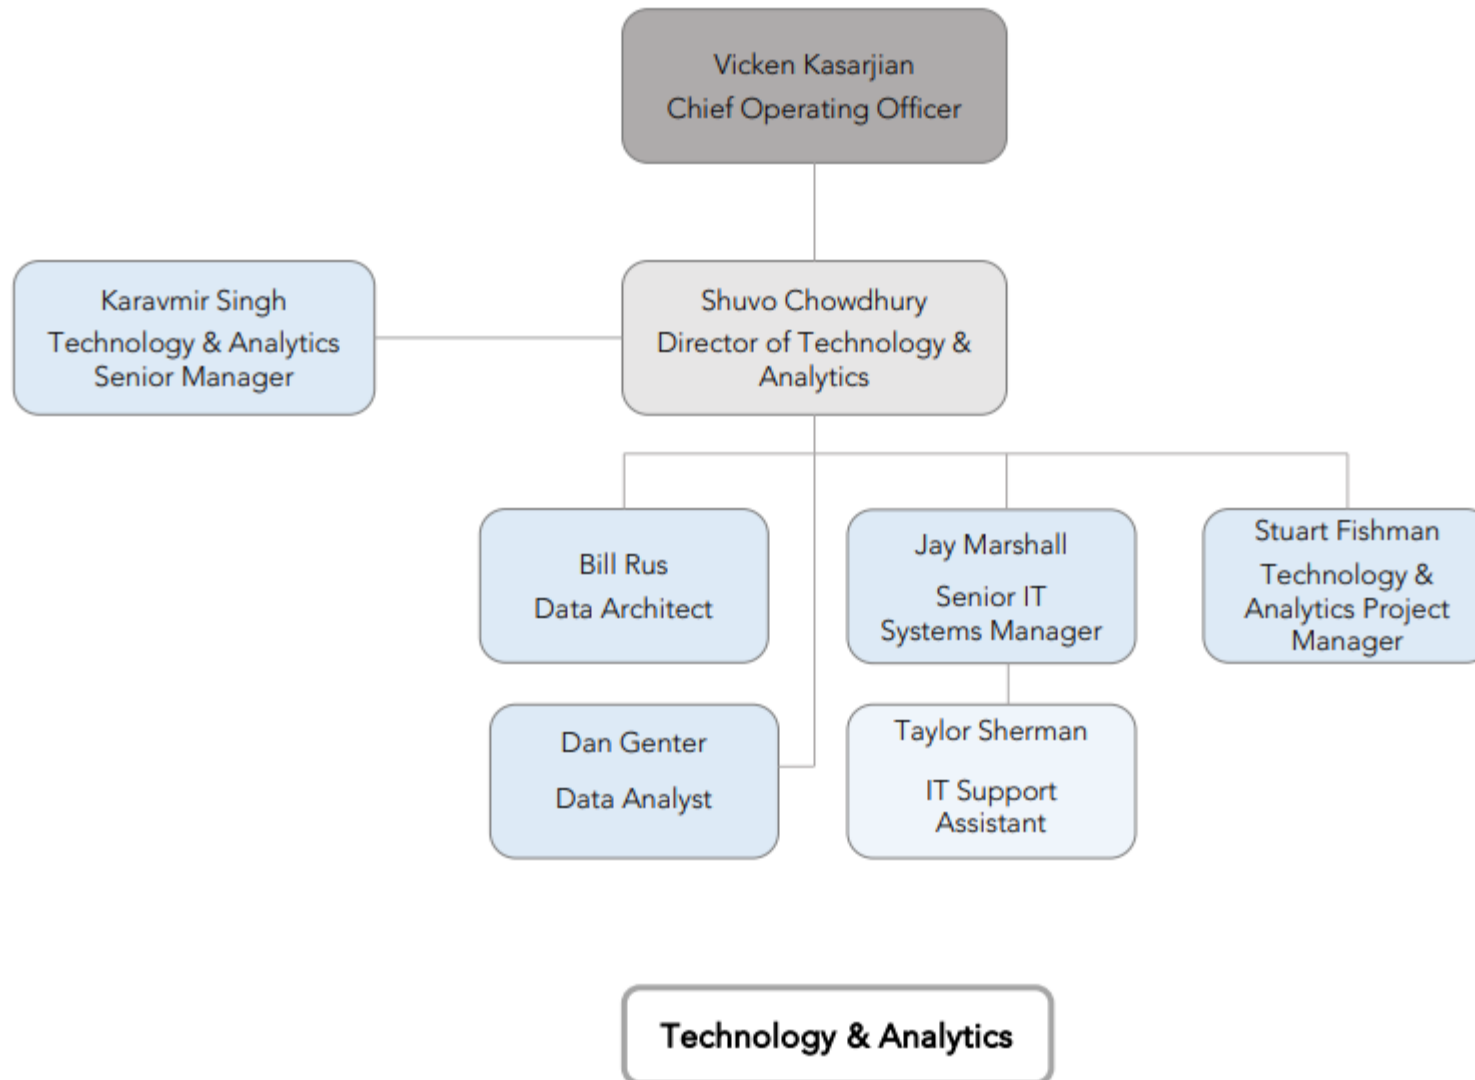 Vicken Kasarjian
Chief Operating Officer
Karavmir Singh
Technology & Analytics
Senior Manager
Shuvo Chowdhury
Director of Technology &
Analytics
Bill Rus
Data Architect
Jay Marshall
Senior IT
Systems Manager
Stuart Fishman
Technology &
Analytics Project
Manager
Dan Genter
Data Analyst
Taylor Sherman
IT Support
Assistant
Technology & Analytics